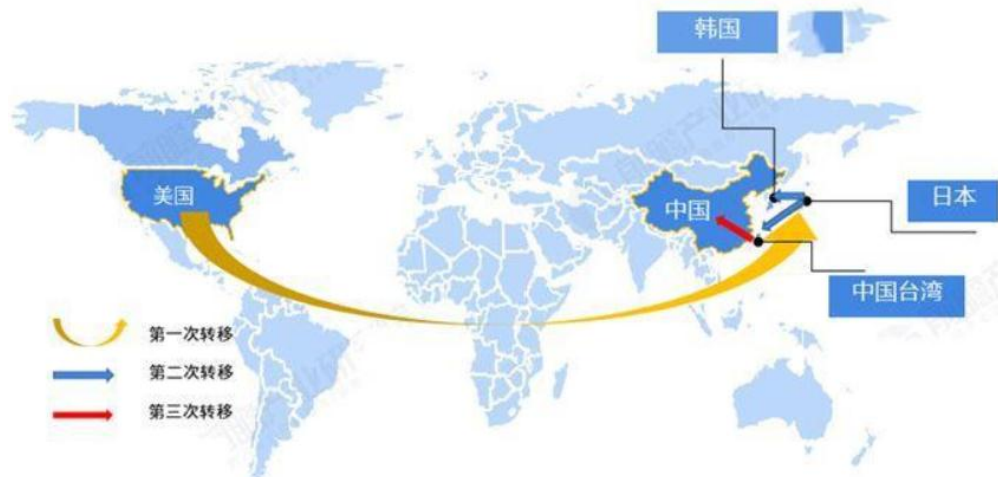 韩国
美国
中国
日本
中国台湾
第一次转移
第二次转移
第三次转移